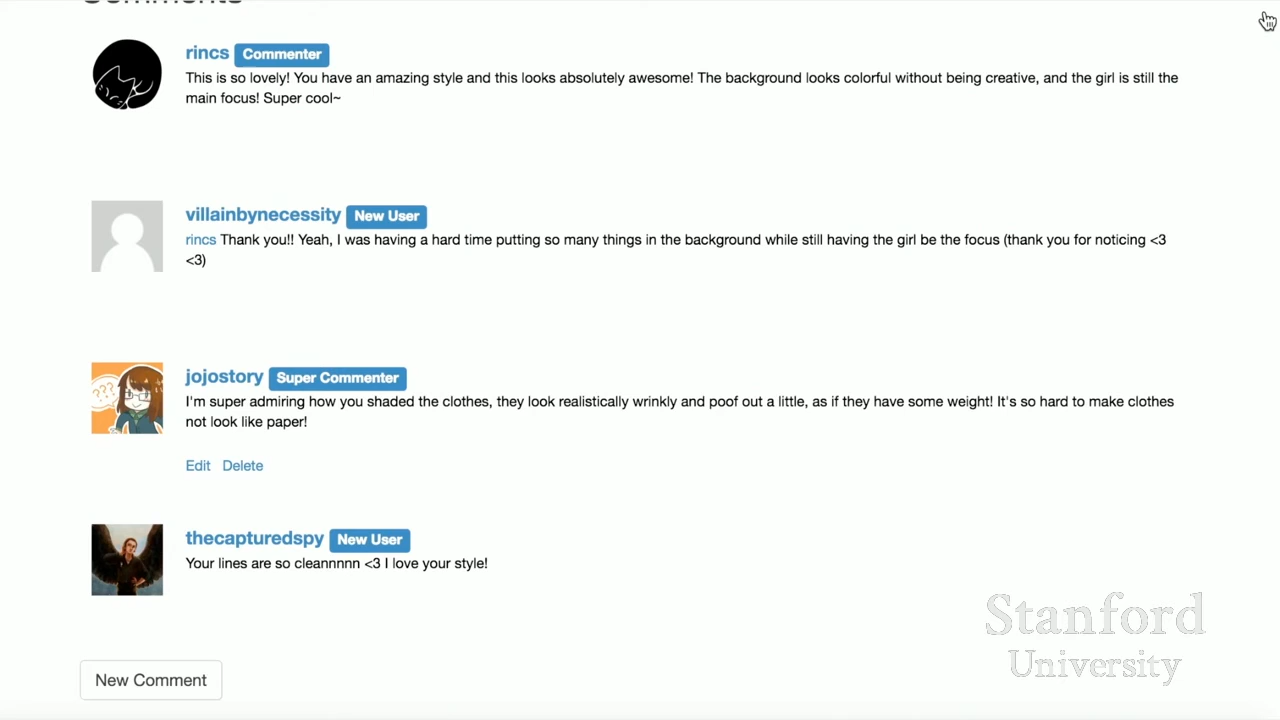 Comments
rincs Commenter
This is so lovely! You have an amazing style and this looks absolutely awesome! The background looks colorful without being creative, and the girl is still the
main focus! Super cool~
villainbynecessity New User
rincs Thank you!! Yeah, I was having a hard time putting so many things in the background while still having the girl be the focus (thank you for noticing <3
<3)
jojostory Super Commenter
???
I'm super admiring how you shaded the clothes, they look realistically wrinkly and poof out a little, as if they have some weight! It's so hard to make clothes
not look like paper!
Edit Delete
thecapturedspy New User
Your lines are so cleannnnn <3 I love your style!
Stanford
University
New Comment